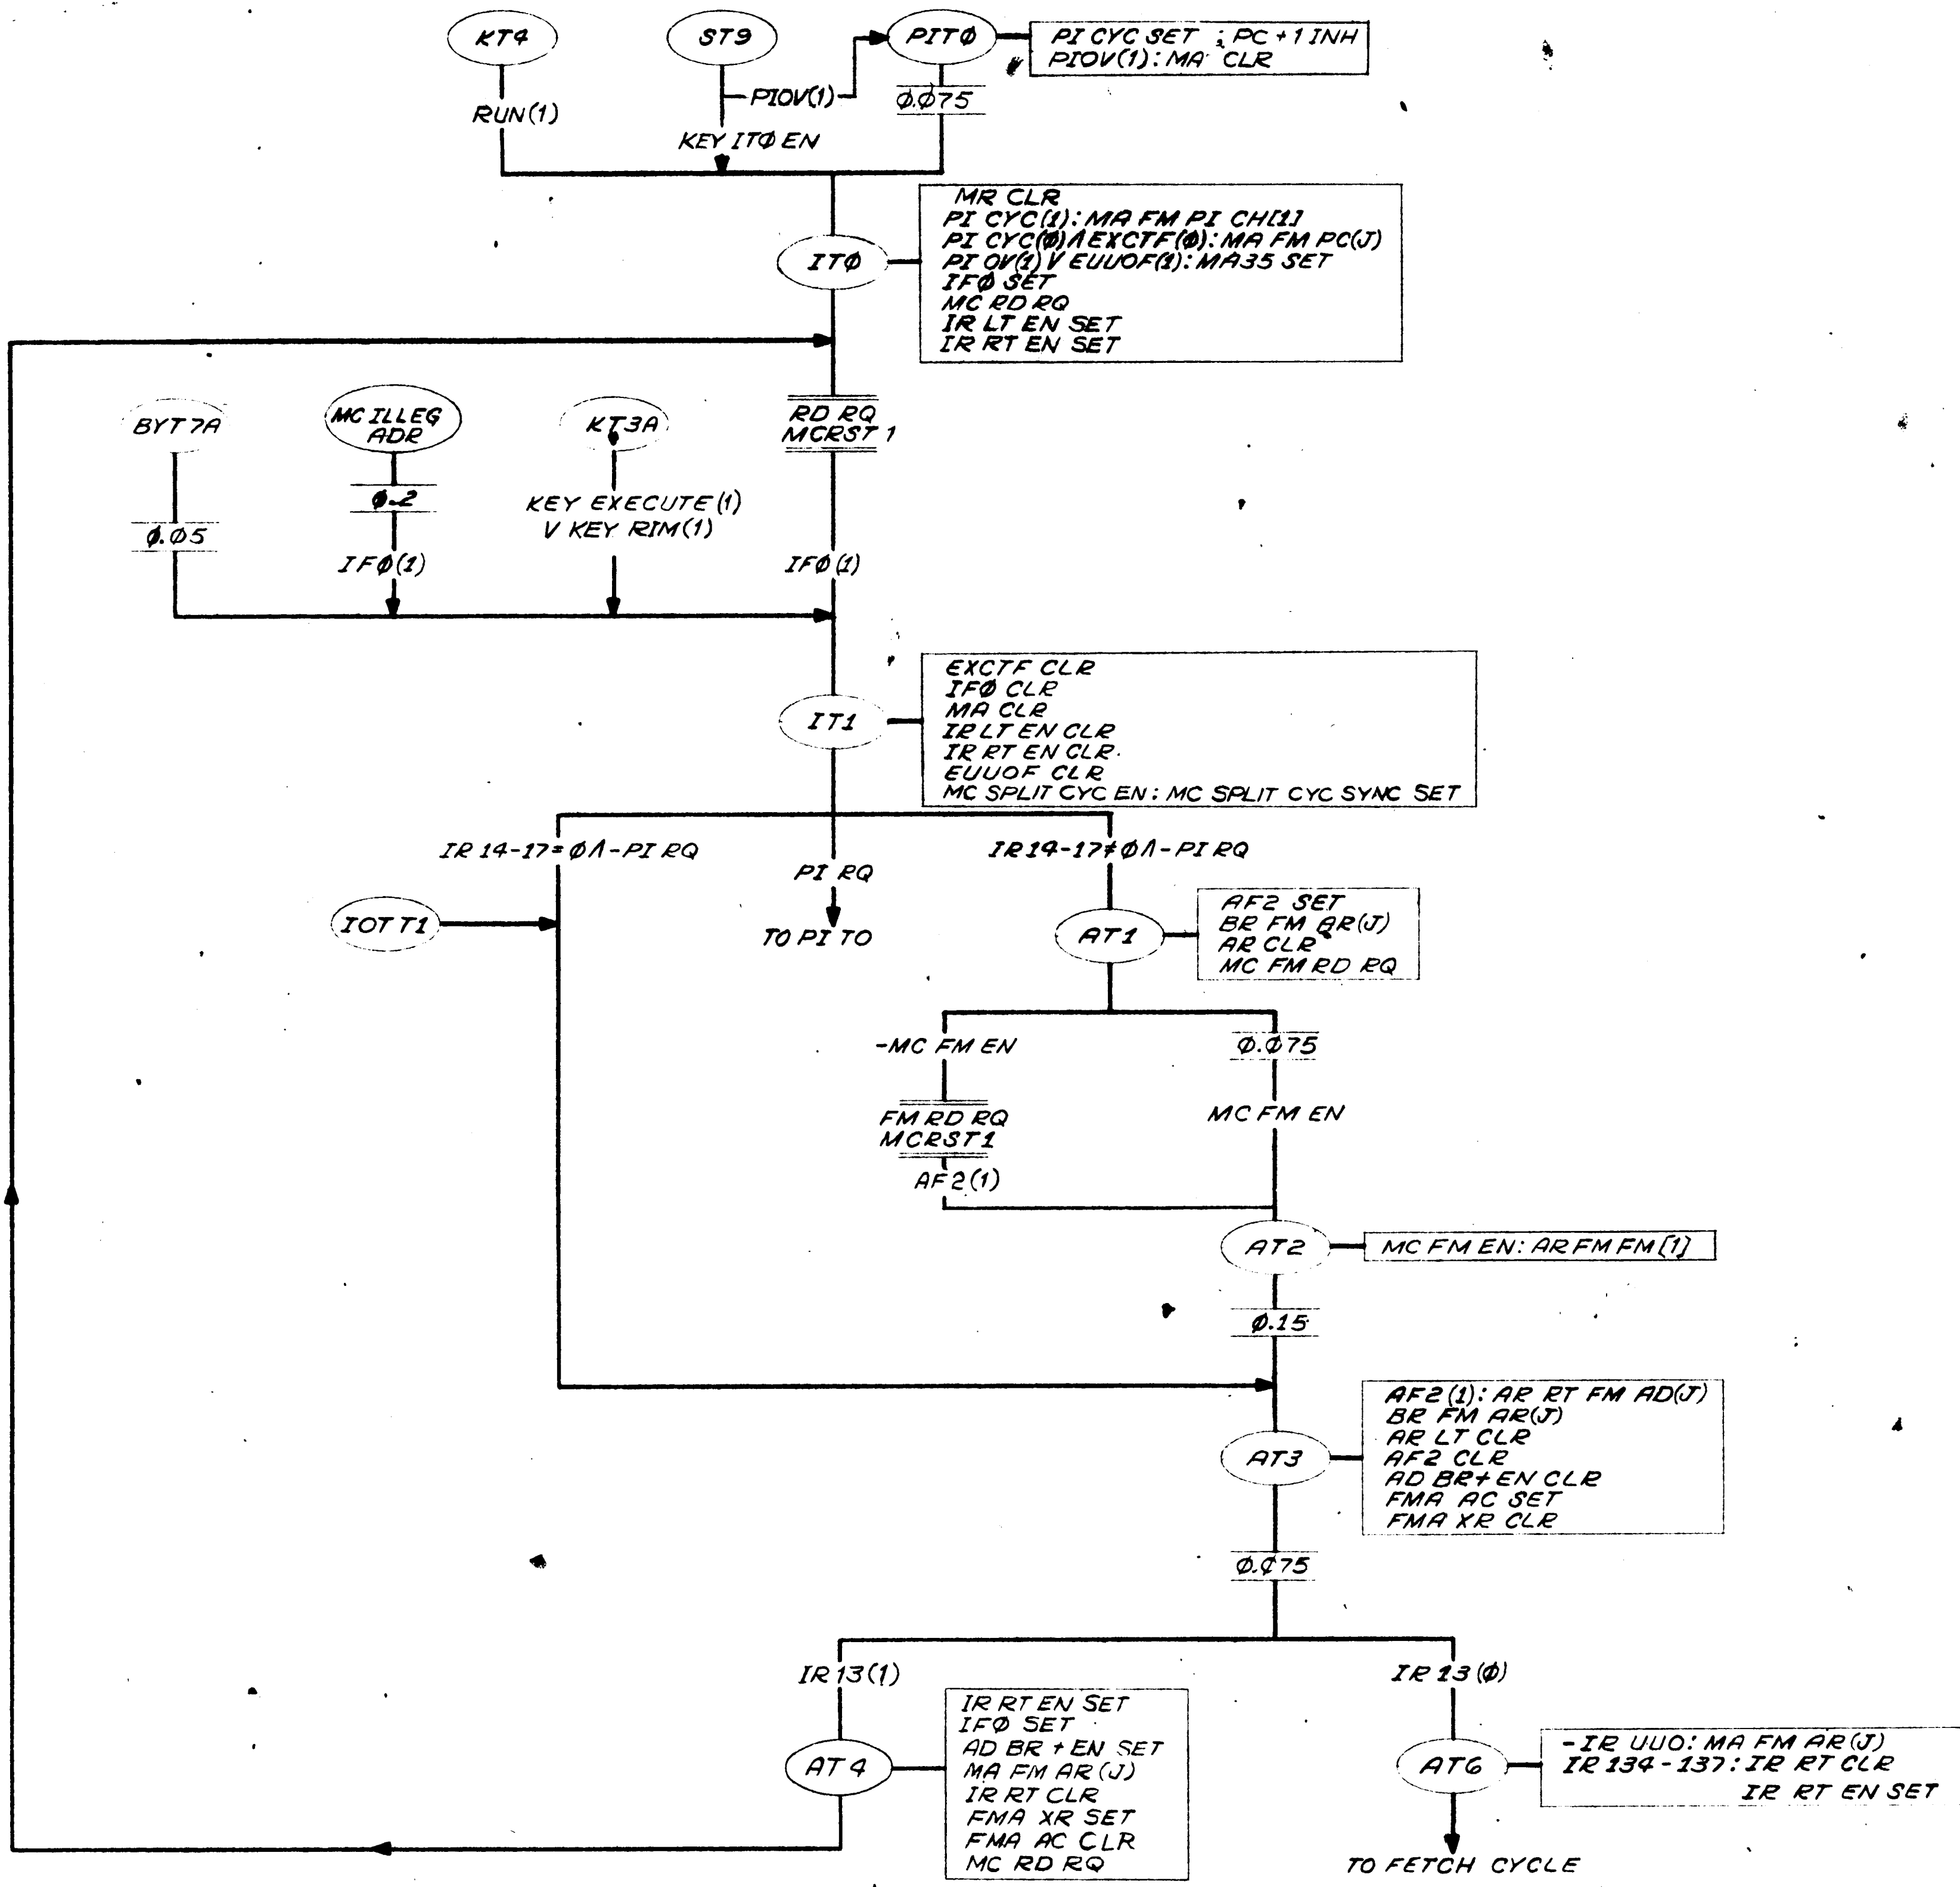 KT4
ST9
PITØ
PI CYC SET ; PC + 1 INH
PIOV(1): MA CLR
PIOV(1)
Ø.Ø75
RUN(1)
KEY ITØ EN
ITØ
MR CLR
PI CYC(1): MA FM PI CH[1]
PI CYC(Ø)ΛEXCTF(Ø): MA FM PC(J)
PI OV(1) V EUUOF(1): MA35 SET
IFØ SET
MC RD RQ
IR LT EN SET
IR RT EN SET
BYT7A
MC ILLEG
ADR
KT3A
RD RQ
MCRST 1
Ø.2
KEY EXECUTE(1)
V KEY RIM(1)
Ø.Ø5
IFØ(1)
IFØ(1)
IT1
EXCTF CLR
IFØ CLR
MA CLR
IR LT EN CLR
IR RT EN CLR
EUUOF CLR
MC SPLIT CYC EN: MC SPLIT CYC SYNC SET
IR 14-17=ØΛ-PI RQ
PI RQ
IR 14-17≠ØΛ-PI RQ
IOT T1
TO PI TO
AT1
AF2 SET
BR FM AR(J)
AR CLR
MC FM RD RQ
-MC FM EN
Ø.Ø75
FM RD RQ
MCRST1
MC FM EN
AF2(1)
AT2
MC FM EN: AR FM FM[1]
Ø.15
AT3
AF2(1): AR RT FM AD(J)
BR FM AR(J)
AR LT CLR
AF2 CLR
AD BR+ EN CLR
FMA AC SET
FMA XR CLR
Ø.Ø75
IR 13(1)
IR 13(Ø)
AT4
IR RT EN SET
IFØ SET
AD BR + EN SET
MA FM AR(J)
IR RT CLR
FMA XR SET
FMA AC CLR
MC RD RQ
AT6
-IR UUO: MA FM AR(J)
IR 134-137: IR RT CLR
IR RT EN SET
TO FETCH CYCLE